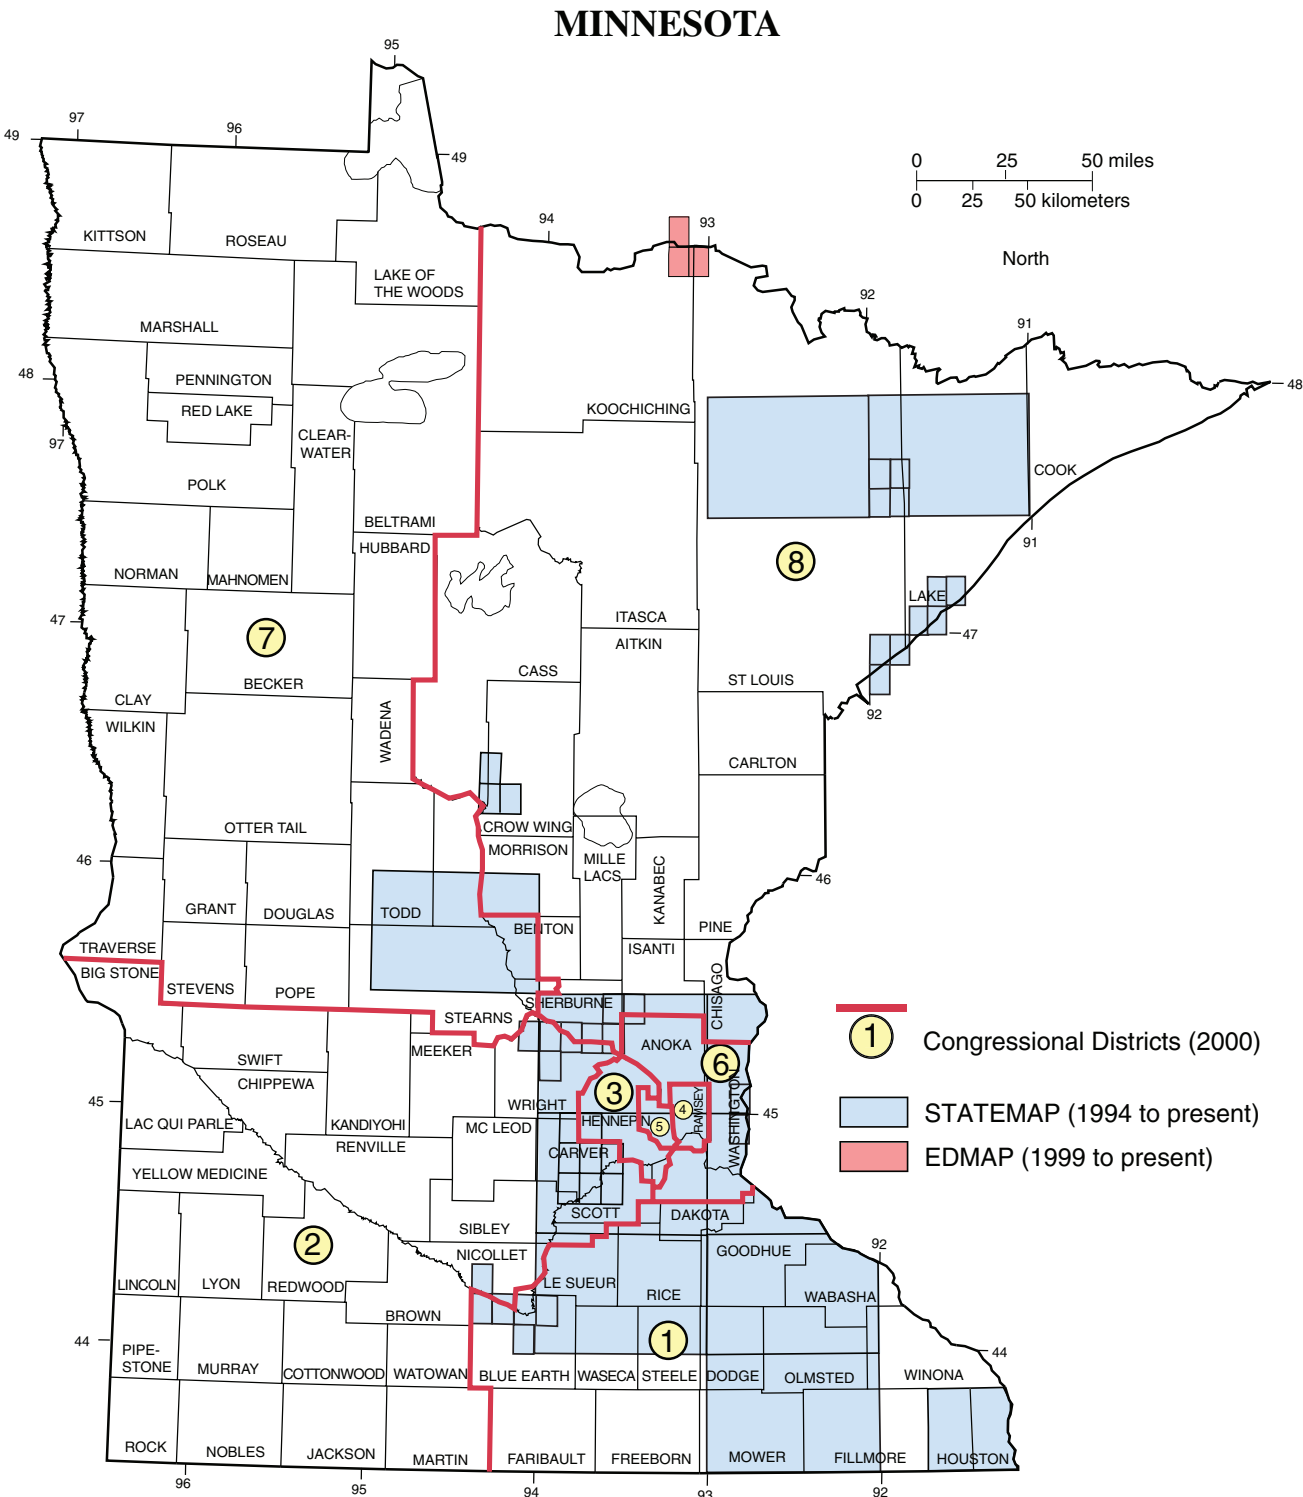 MINNESOTA
95
97
96
49
49
0 25 50 miles
0 25 50 kilometers
94
93
North
KITTSON
ROSEAU
LAKE OF
THE WOODS
92
91
MARSHALL
48
PENNINGTON
48
RED LAKE
KOOCHICHING
97
CLEAR-
WATER
COOK
POLK
BELTRAMI
HUBBARD
91
8
NORMAN
MAHNOMEN
LAKE
47
ITASCA
7
47
AITKIN
CASS
BECKER
ST LOUIS
CLAY
92
WILKIN
WADENA
CARLTON
OTTER TAIL
CROW WING
MORRISON
46
MILLE
LACS
KANABEC
46
GRANT
DOUGLAS
TODD
BENTON
PINE
TRAVERSE
ISANTI
BIG STONE
STEVENS
POPE
CHISAGO
SHERBURNE
STEARNS
1
Congressional Districts (2000)
ANOKA
MEEKER
SWIFT
6
CHIPPEWA
3
WASHINGTON
45
WRIGHT
RAMSEY
4
45
STATEMAP (1994 to present)
LAC QUI PARLE
KANDIYOHI
MC LEOD
HENNEPIN
5
RENVILLE
CARVER
EDMAP (1999 to present)
YELLOW MEDICINE
SCOTT
DAKOTA
SIBLEY
2
NICOLLET
GOODHUE
92
LINCOLN
LYON
REDWOOD
LE SUEUR
RICE
WABASHA
BROWN
44
1
44
PIPE-
STONE
MURRAY
COTTONWOOD
WATOWAN
BLUE EARTH
WASECA
STEELE
DODGE
OLMSTED
WINONA
ROCK
NOBLES
JACKSON
MARTIN
FARIBAULT
FREEBORN
MOWER
FILLMORE
HOUSTON
96
95
94
93
92